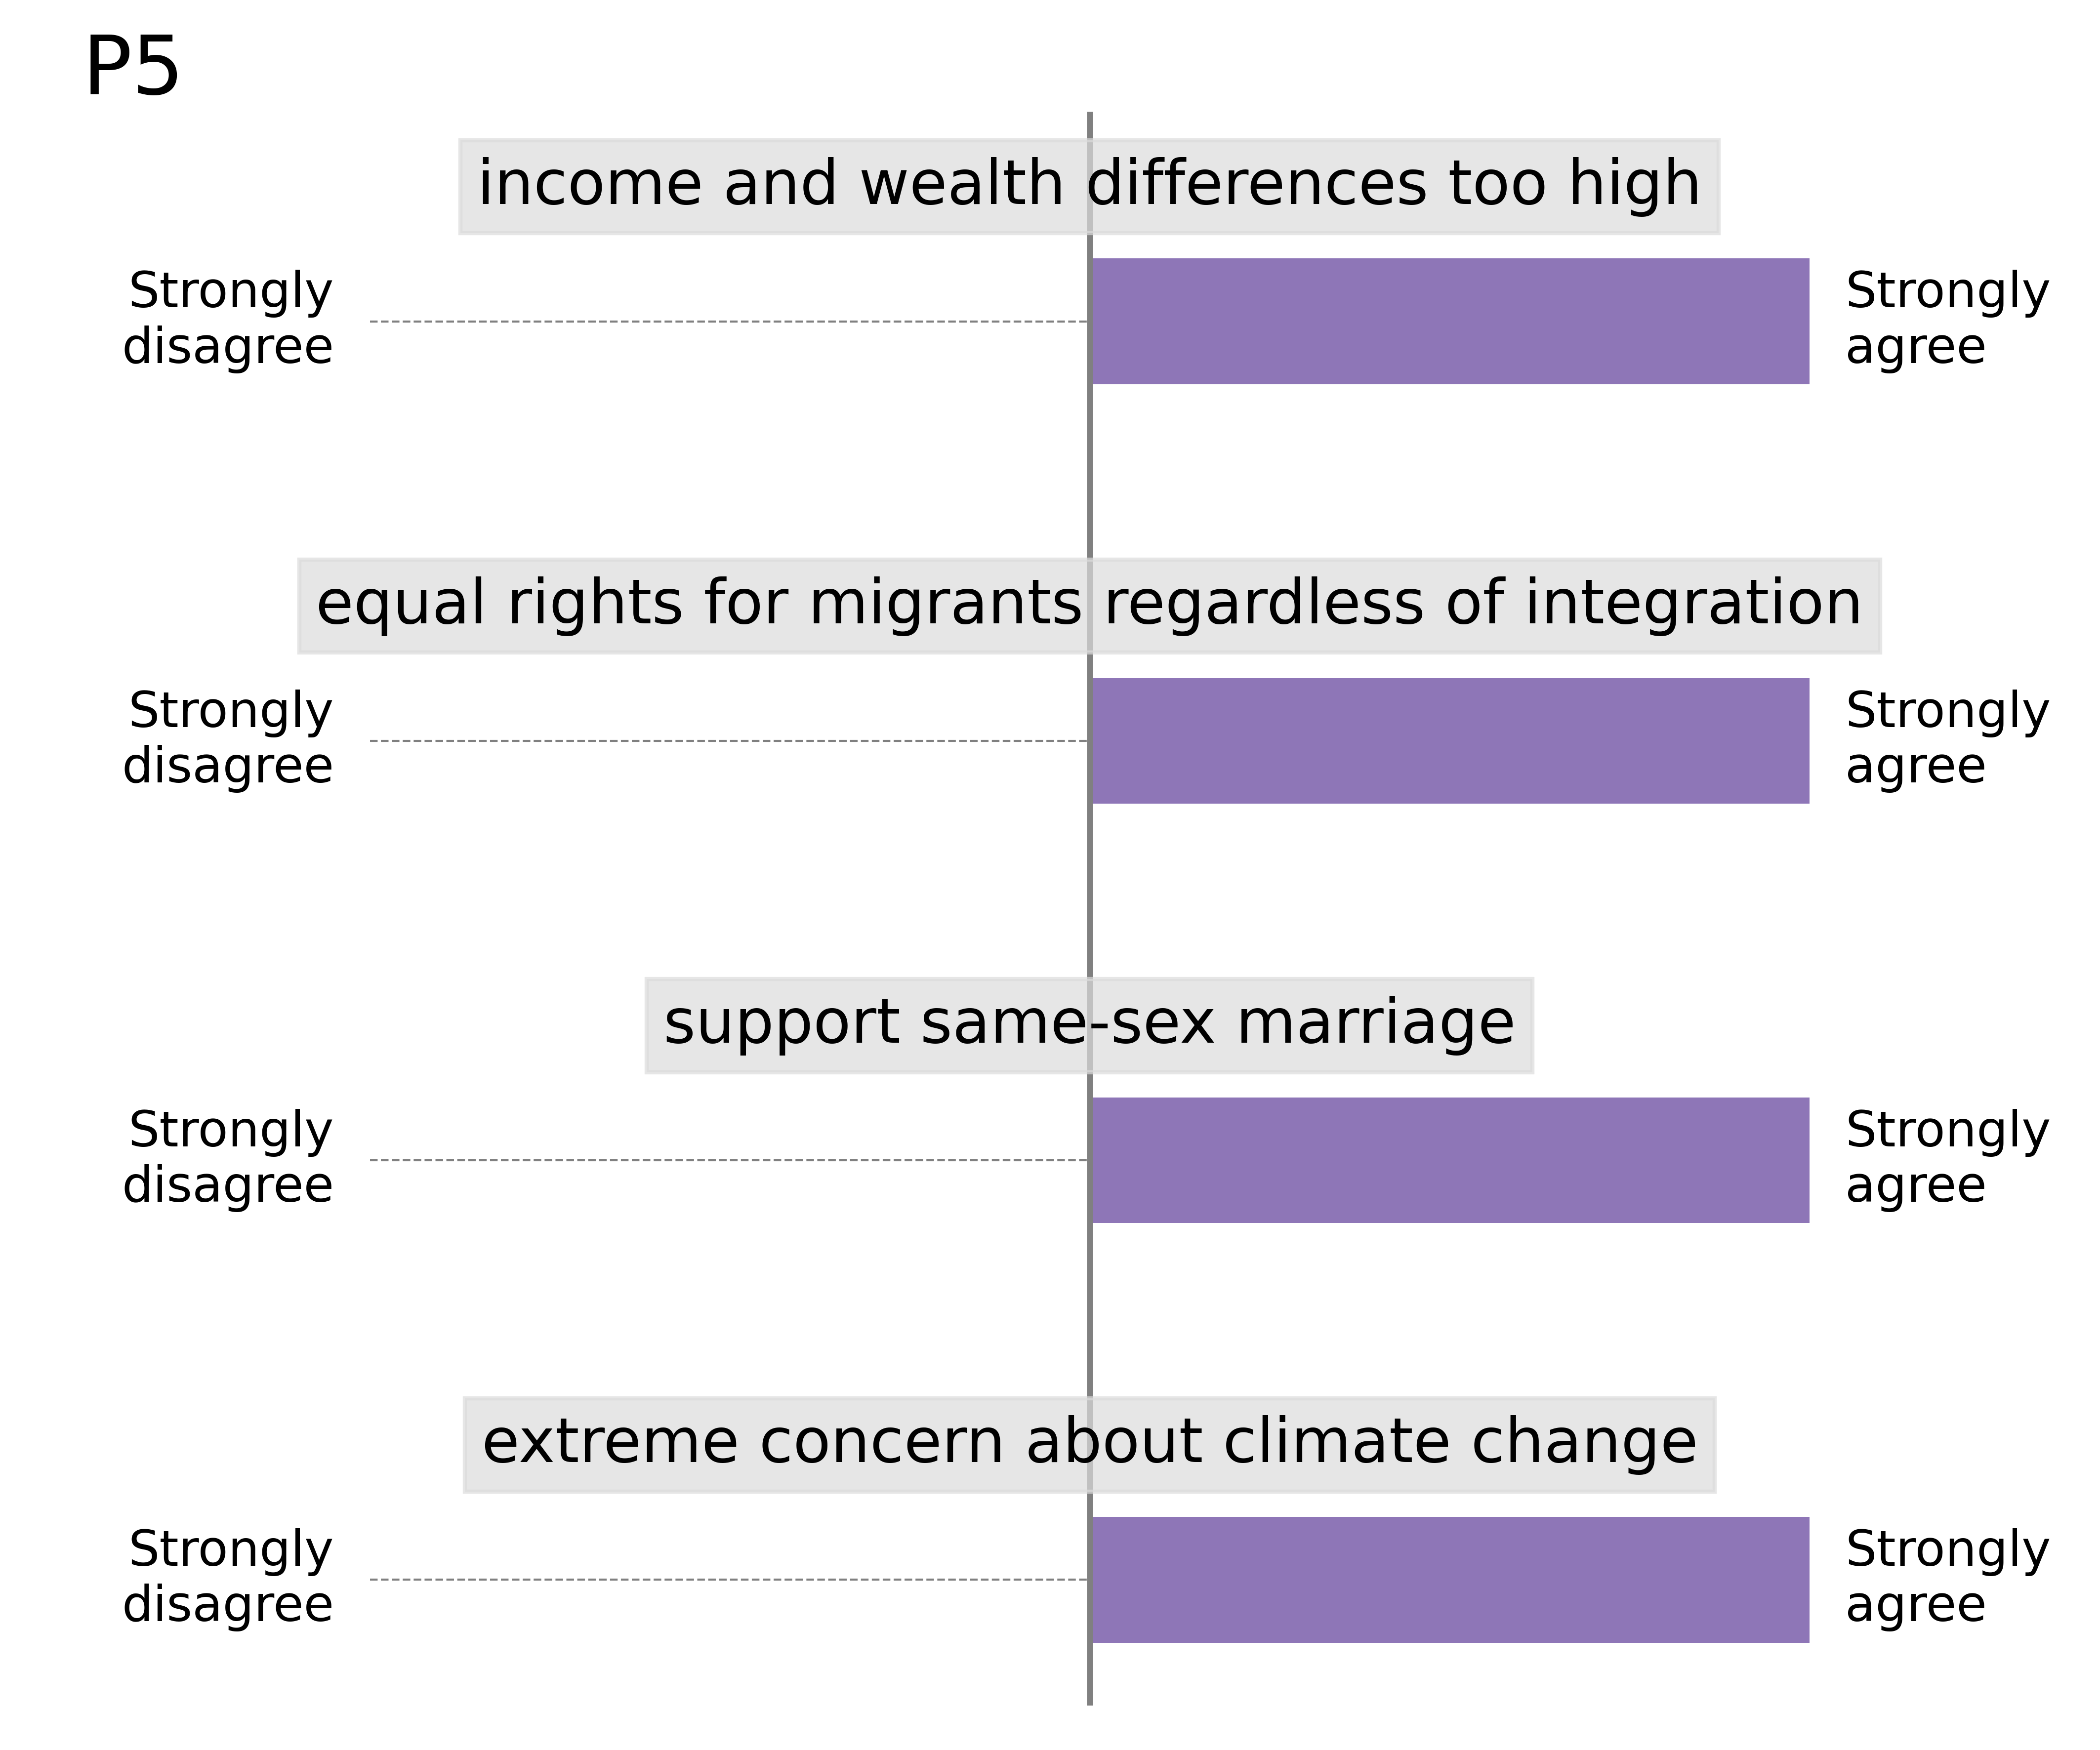 P5
income and wealth differences too high
Strongly
disagree
Strongly
agree
equal rights for migrants regardless of integration
Strongly
disagree
Strongly
agree
support same-sex marriage
Strongly
disagree
Strongly
agree
extreme concern about climate change
Strongly
disagree
Strongly
agree